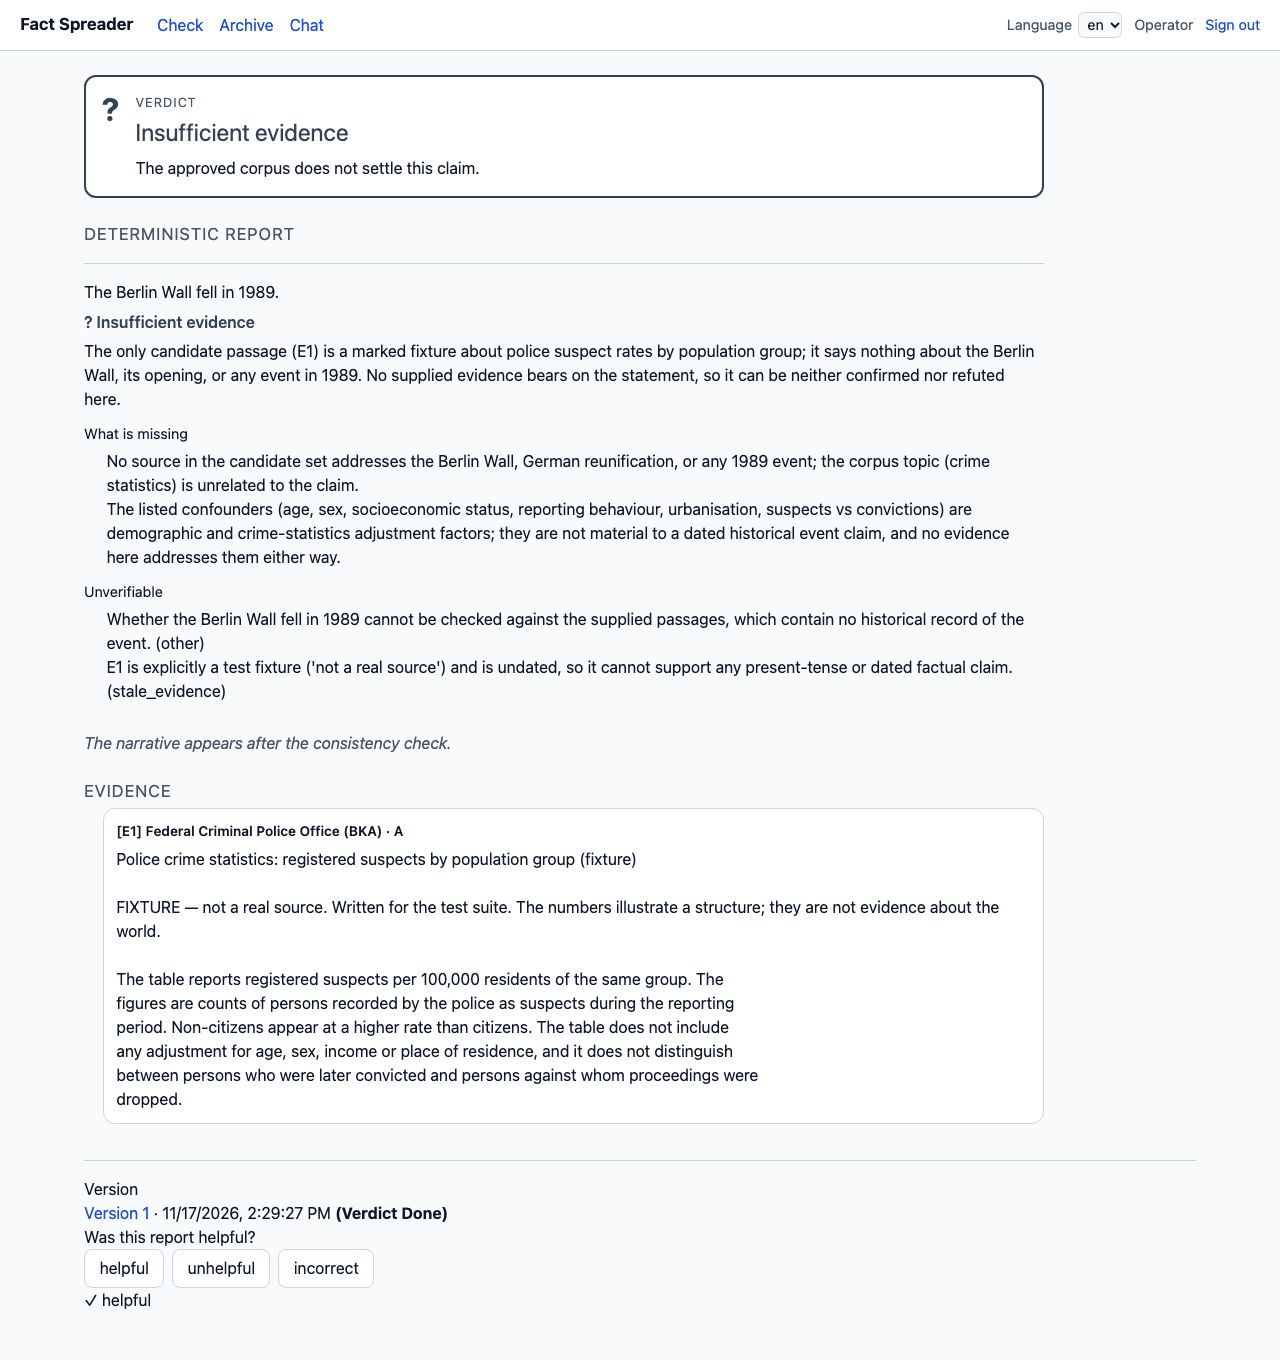 Fact Spreader Check Archive Chat Language en Operator Sign out
?
VERDICT
Insufficient evidence
The approved corpus does not settle this claim.
DETERMINISTIC REPORT
The Berlin Wall fell in 1989.
? Insufficient evidence
The only candidate passage (E1) is a marked fixture about police suspect rates by population group; it says nothing about the Berlin
Wall, its opening, or any event in 1989. No supplied evidence bears on the statement, so it can be neither confirmed nor refuted
here.
What is missing
No source in the candidate set addresses the Berlin Wall, German reunification, or any 1989 event; the corpus topic (crime
statistics) is unrelated to the claim.
The listed confounders (age, sex, socioeconomic status, reporting behaviour, urbanisation, suspects vs convictions) are
demographic and crime-statistics adjustment factors; they are not material to a dated historical event claim, and no evidence
here addresses them either way.
Unverifiable
Whether the Berlin Wall fell in 1989 cannot be checked against the supplied passages, which contain no historical record of the
event. (other)
E1 is explicitly a test fixture ('not a real source') and is undated, so it cannot support any present-tense or dated factual claim.
(stale_evidence)
The narrative appears after the consistency check.
EVIDENCE
[E1] Federal Criminal Police Office (BKA) · A
Police crime statistics: registered suspects by population group (fixture)
FIXTURE — not a real source. Written for the test suite. The numbers illustrate a structure; they are not evidence about the
world.
The table reports registered suspects per 100,000 residents of the same group. The
figures are counts of persons recorded by the police as suspects during the reporting
period. Non-citizens appear at a higher rate than citizens. The table does not include
any adjustment for age, sex, income or place of residence, and it does not distinguish
between persons who were later convicted and persons against whom proceedings were
dropped.
Version
Version 1 · 11/17/2026, 2:29:27 PM (Verdict Done)
Was this report helpful?
helpful unhelpful incorrect
✓ helpful